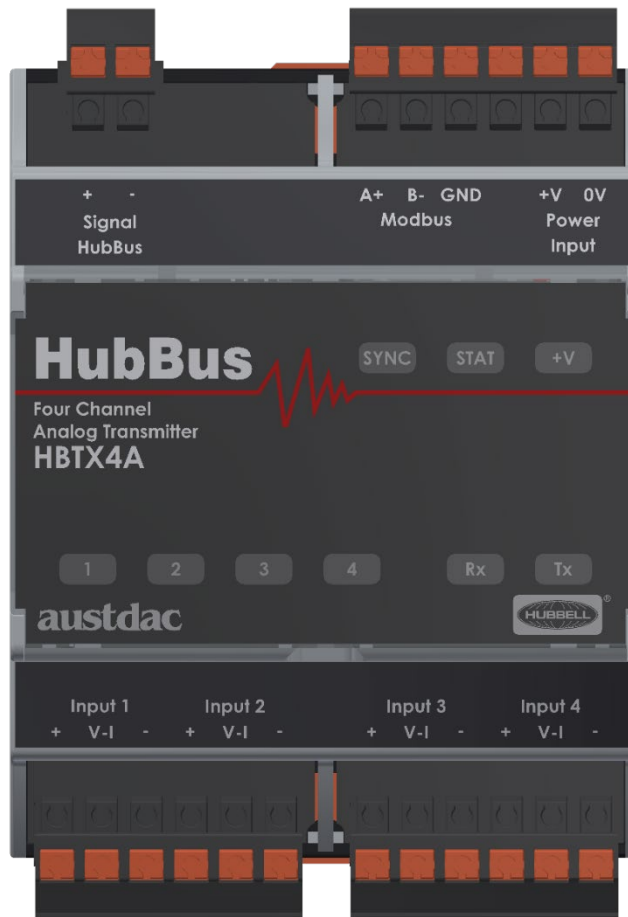 + - A+ B- GND +V 0V
Signal Modbus Power
HubBus Input
HubBus SYNC STAT +V
Four Channel
Analog Transmitter
HBTX4A
1 2 3 4 Rx Tx
austdac HUBBELL ®
Input 1 Input 2 Input 3 Input 4
+ V-I - + V-I - + V-I - + V-I -